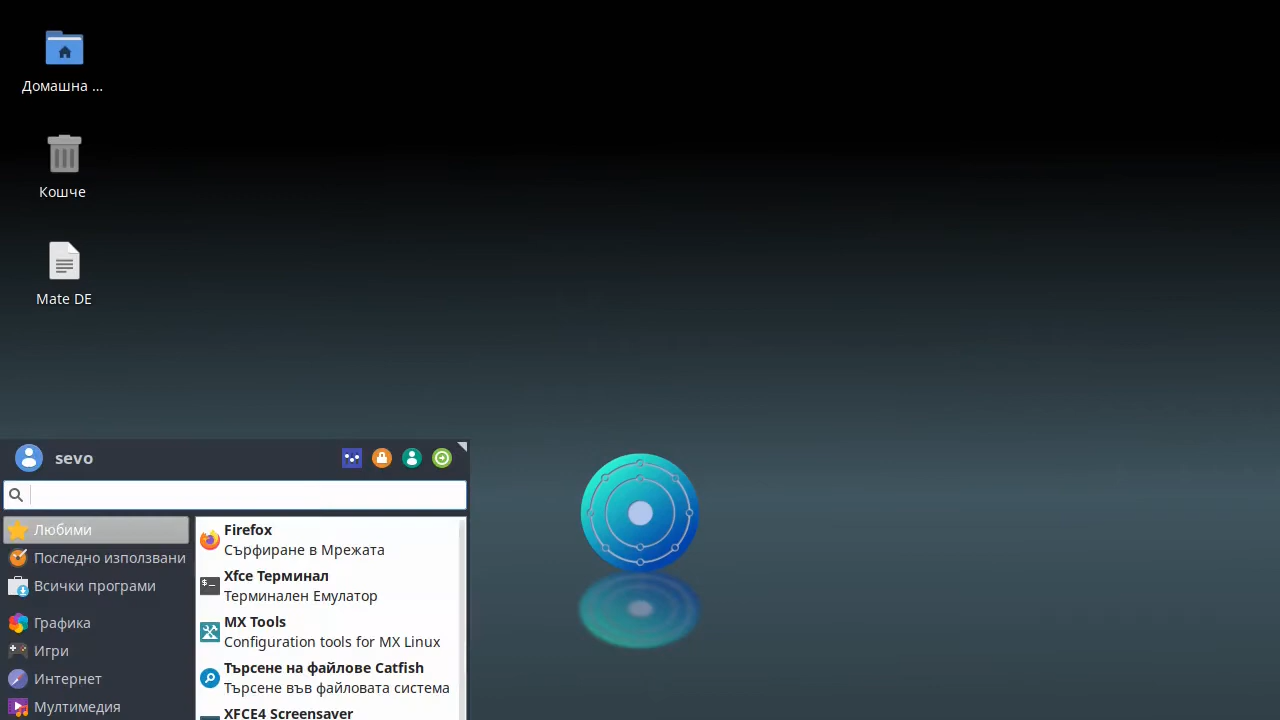 Домашна ...
Кошче
Mate DE
sevo
Любими
Последно използвани
Всички програми
Графика
Игри
Интернет
Мултимедия
Firefox
Сърфиране в Мрежата
Xfce Терминал
Терминален Емулатор
MX Tools
Configuration tools for MX Linux
Търсене на файлове Catfish
Търсене във файловата система
XFCE4 Screensaver